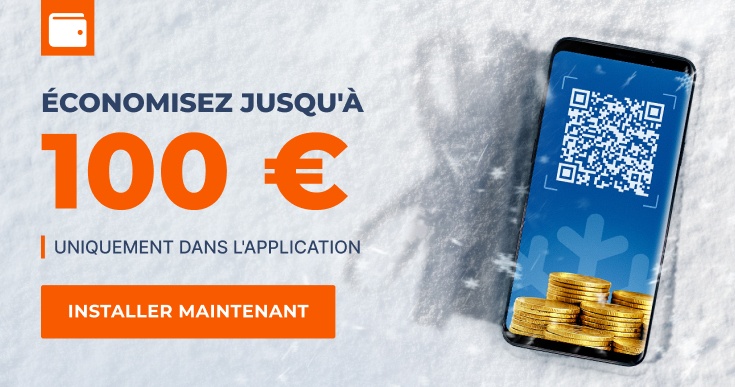 ÉCONOMISEZ JUSQU'À
100 €
UNIQUEMENT DANS L'APPLICATION
INSTALLER MAINTENANT